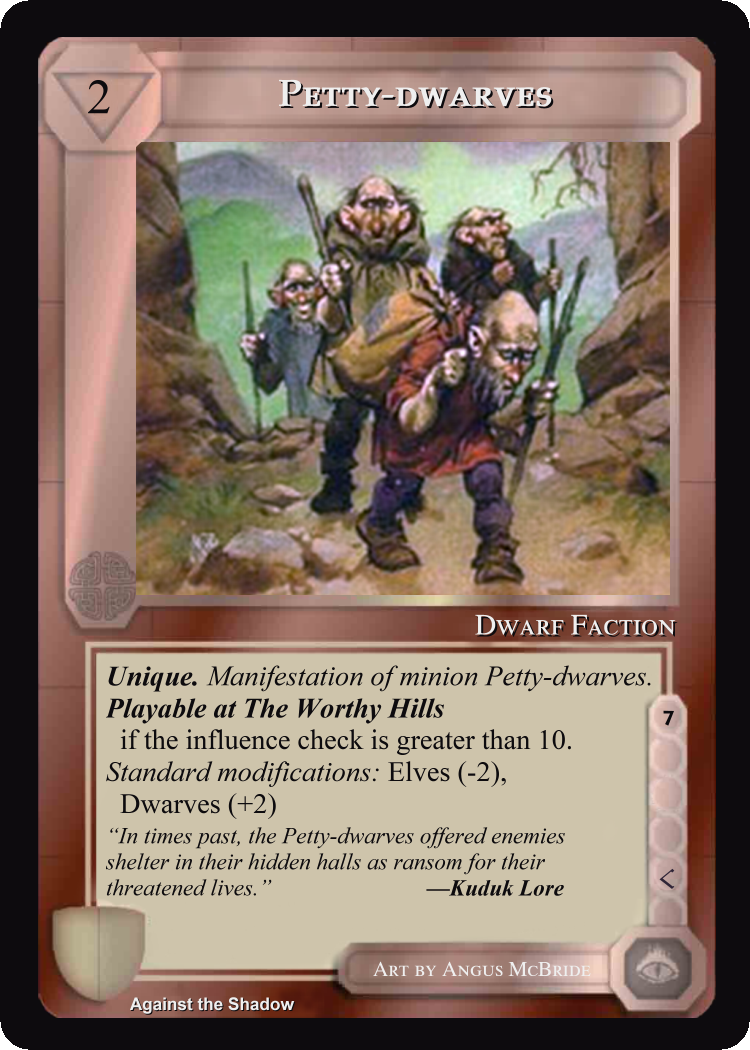 2
PETTY-DWARVES
DWARF FACTION
Unique. Manifestation of minion Petty-dwarves.
Playable at The Worthy Hills
if the influence check is greater than 10.
Standard modifications: Elves (-2),
Dwarves (+2)
“In times past, the Petty-dwarves offered enemies
shelter in their hidden halls as ransom for their
threatened lives.” —Kuduk Lore
7
<
ART BY ANGUS MCBRIDE
Against the Shadow